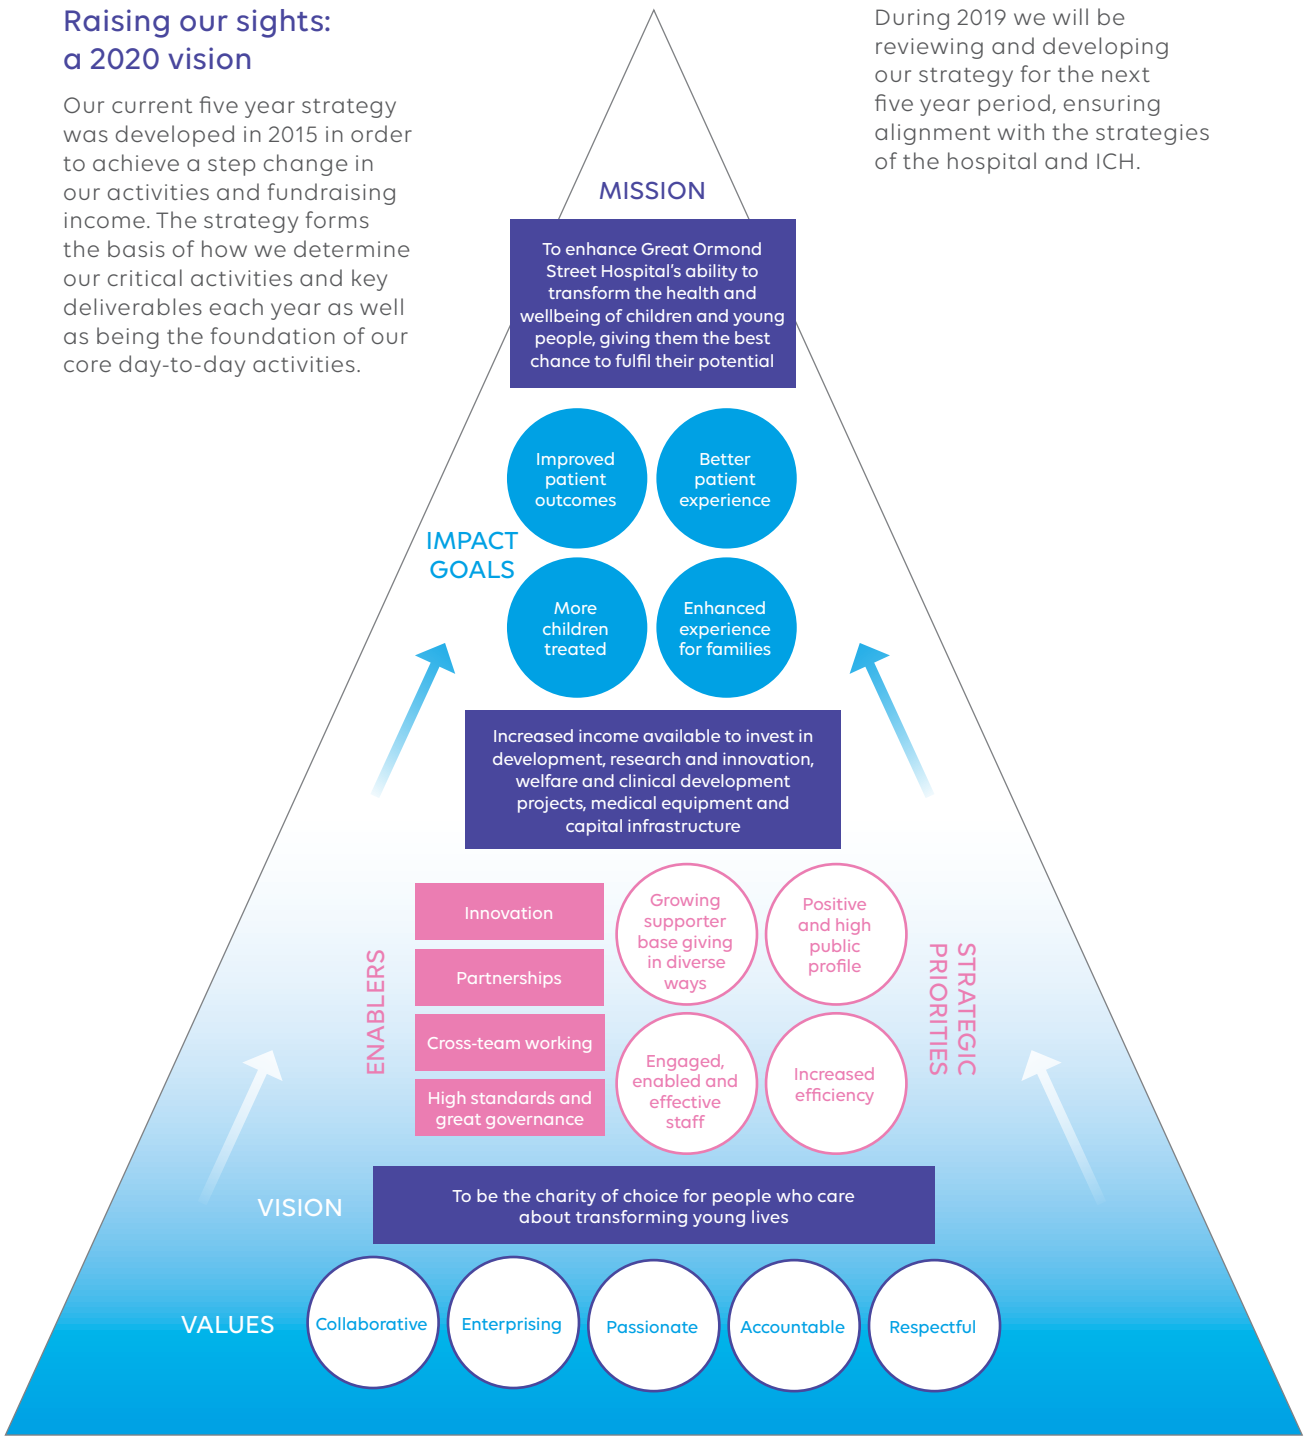 Raising our sights:
a 2020 vision
Our current five year strategy
was developed in 2015 in order
to achieve a step change in
our activities and fundraising
income. The strategy forms
the basis of how we determine
our critical activities and key
deliverables each year as well
as being the foundation of our
core day-to-day activities.
During 2019 we will be
reviewing and developing
our strategy for the next
five year period, ensuring
alignment with the strategies
of the hospital and ICH.
MISSION
To enhance Great Ormond
Street Hospital's ability to
transform the health and
wellbeing of children and young
people, giving them the best
chance to fulfil their potential
IMPACT
GOALS
Improved
patient
outcomes
Better
patient
experience
More
children
treated
Enhanced
experience
for families
Increased income available to invest in
development, research and innovation,
welfare and clinical development
projects, medical equipment and
capital infrastructure
ENABLERS
Innovation
Partnerships
Cross-team working
High standards and
great governance
Growing
supporter
base giving
in diverse
ways
Positive
and high
public
profile
Engaged,
enabled and
effective
staff
Increased
efficiency
STRATEGIC
PRIORITIES
VISION
To be the charity of choice for people who care
about transforming young lives
VALUES
Collaborative
Enterprising
Passionate
Accountable
Respectful